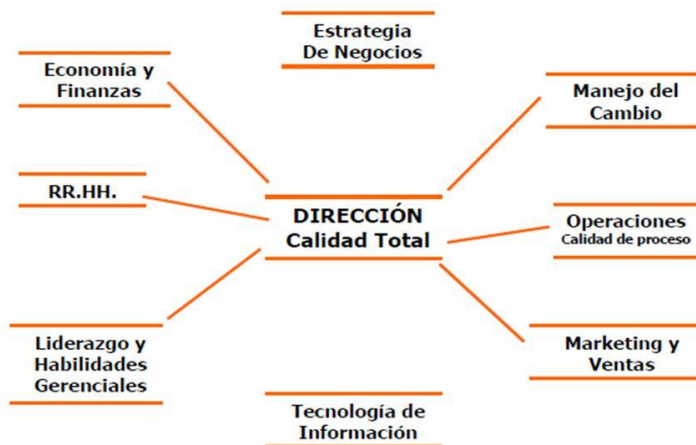 Estrategia
De Negocios
Economía y
Finanzas
Manejo del
Cambio
RR.HH.
DIRECCIÓN
Calidad Total
Operaciones
Calidad de proceso
Liderazgo y
Habilidades
Gerenciales
Marketing y
Ventas
Tecnología de
Información